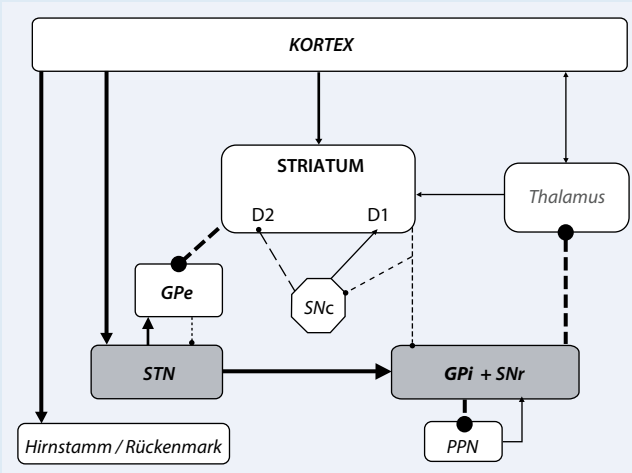 KORTEX
STRIATUM
D2 D1
Thalamus
GPe
SNc
STN
GPi + SNr
Hirnstamm / Rückenmark
PPN